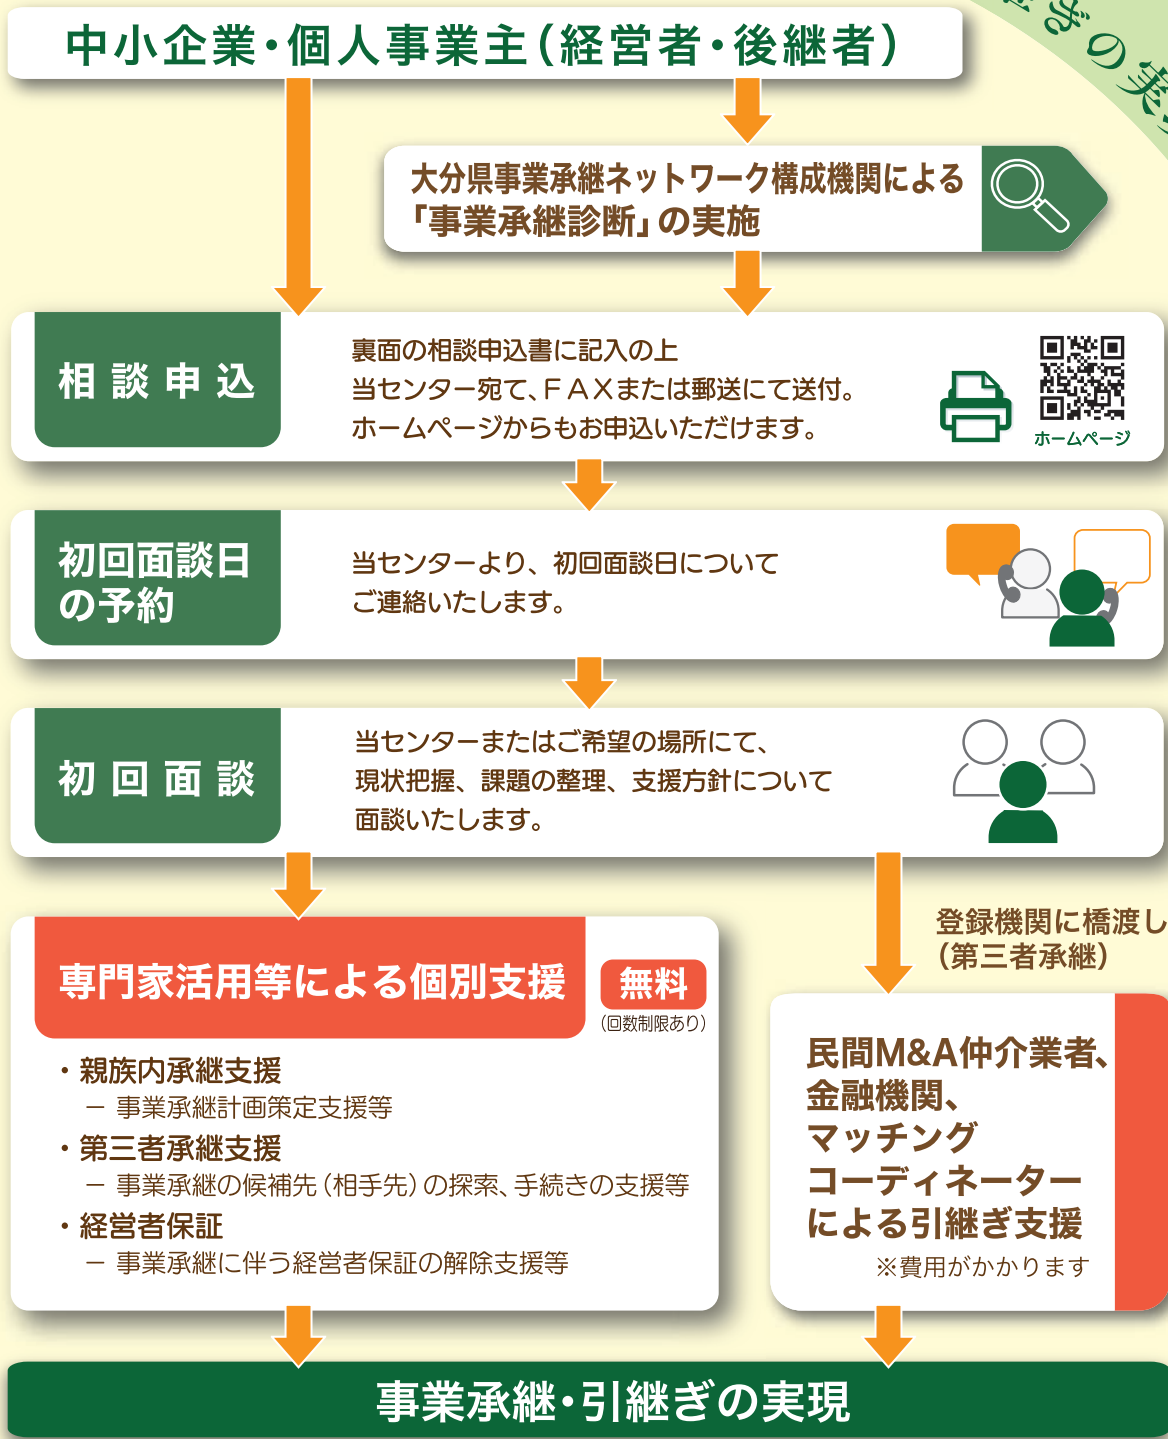 中小企業・個人事業主（経営者・後継者）
ぎの実
大分県事業承継ネットワーク構成機関による
「事業承継診断」の実施
相談申込
裏面の相談申込書に記入の上
当センター宛て、ＦＡＸまたは郵送にて送付。
ホームページからもお申込いただけます。
ホームページ
初回面談日
の予約
当センターより、初回面談日について
ご連絡いたします。
初回面談
当センターまたはご希望の場所にて、
現状把握、課題の整理、支援方針について
面談いたします。
専門家活用等による個別支援
無料
（回数制限あり）
・親族内承継支援
－ 事業承継計画策定支援等
・第三者承継支援
－ 事業承継の候補先（相手先）の探索、手続きの支援等
・経営者保証
－ 事業承継に伴う経営者保証の解除支援等
登録機関に橋渡し
（第三者承継）
民間M&A仲介業者、
金融機関、
マッチング
コーディネーター
による引継ぎ支援
※費用がかかります
事業承継・引継ぎの実現